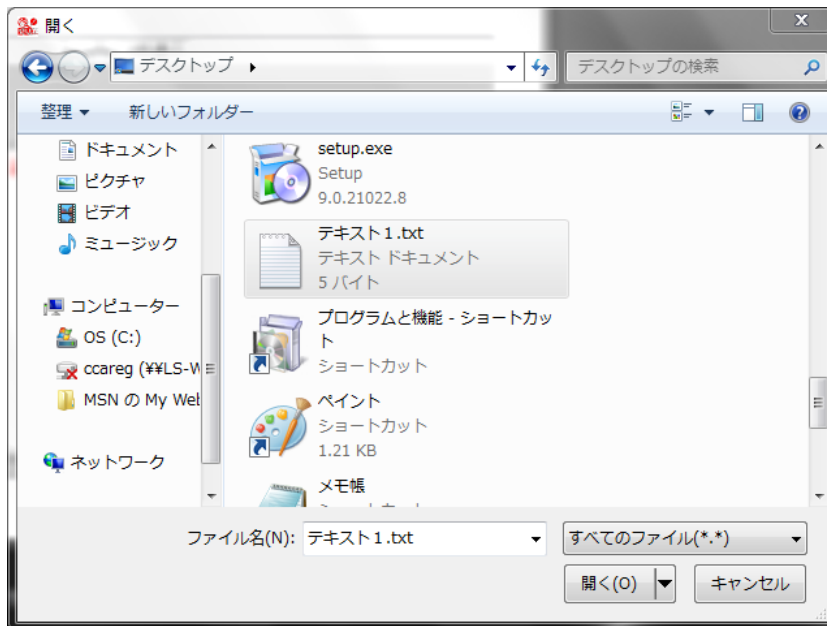 開く
デスクトップ
デスクトップの検索
整理
新しいフォルダー
ドキュメント
ピクチャ
ビデオ
ミュージック
コンピューター
OS (C:)
ccareg (¥¥LS-W
MSN の My Web
ネットワーク
setup.exe
Setup
9.0.21022.8
テキスト1.txt
テキスト ドキュメント
5 バイト
プログラムと機能 - ショートカッ
ト
ショートカット
ペイント
ショートカット
1.21 KB
メモ帳
ファイル名(N):
テキスト1.txt
すべてのファイル(*.*)
開く(O)
キャンセル